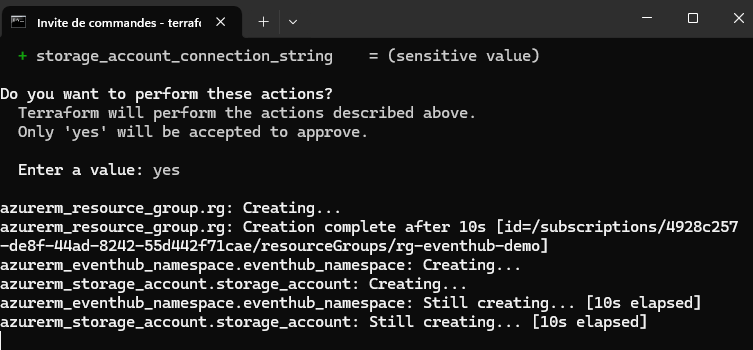 Invite de commandes - terrafo
+ storage_account_connection_string    = (sensitive value)
Do you want to perform these actions?
Terraform will perform the actions described above.
Only 'yes' will be accepted to approve.
Enter a value: yes
azurerm_resource_group.rg: Creating...
azurerm_resource_group.rg: Creation complete after 10s [id=/subscriptions/4928c257
-de8f-44ad-8242-55d442f71cae/resourceGroups/rg-eventhub-demo]
azurerm_eventhub_namespace.eventhub_namespace: Creating...
azurerm_storage_account.storage_account: Creating...
azurerm_eventhub_namespace.eventhub_namespace: Still creating... [10s elapsed]
azurerm_storage_account.storage_account: Still creating... [10s elapsed]